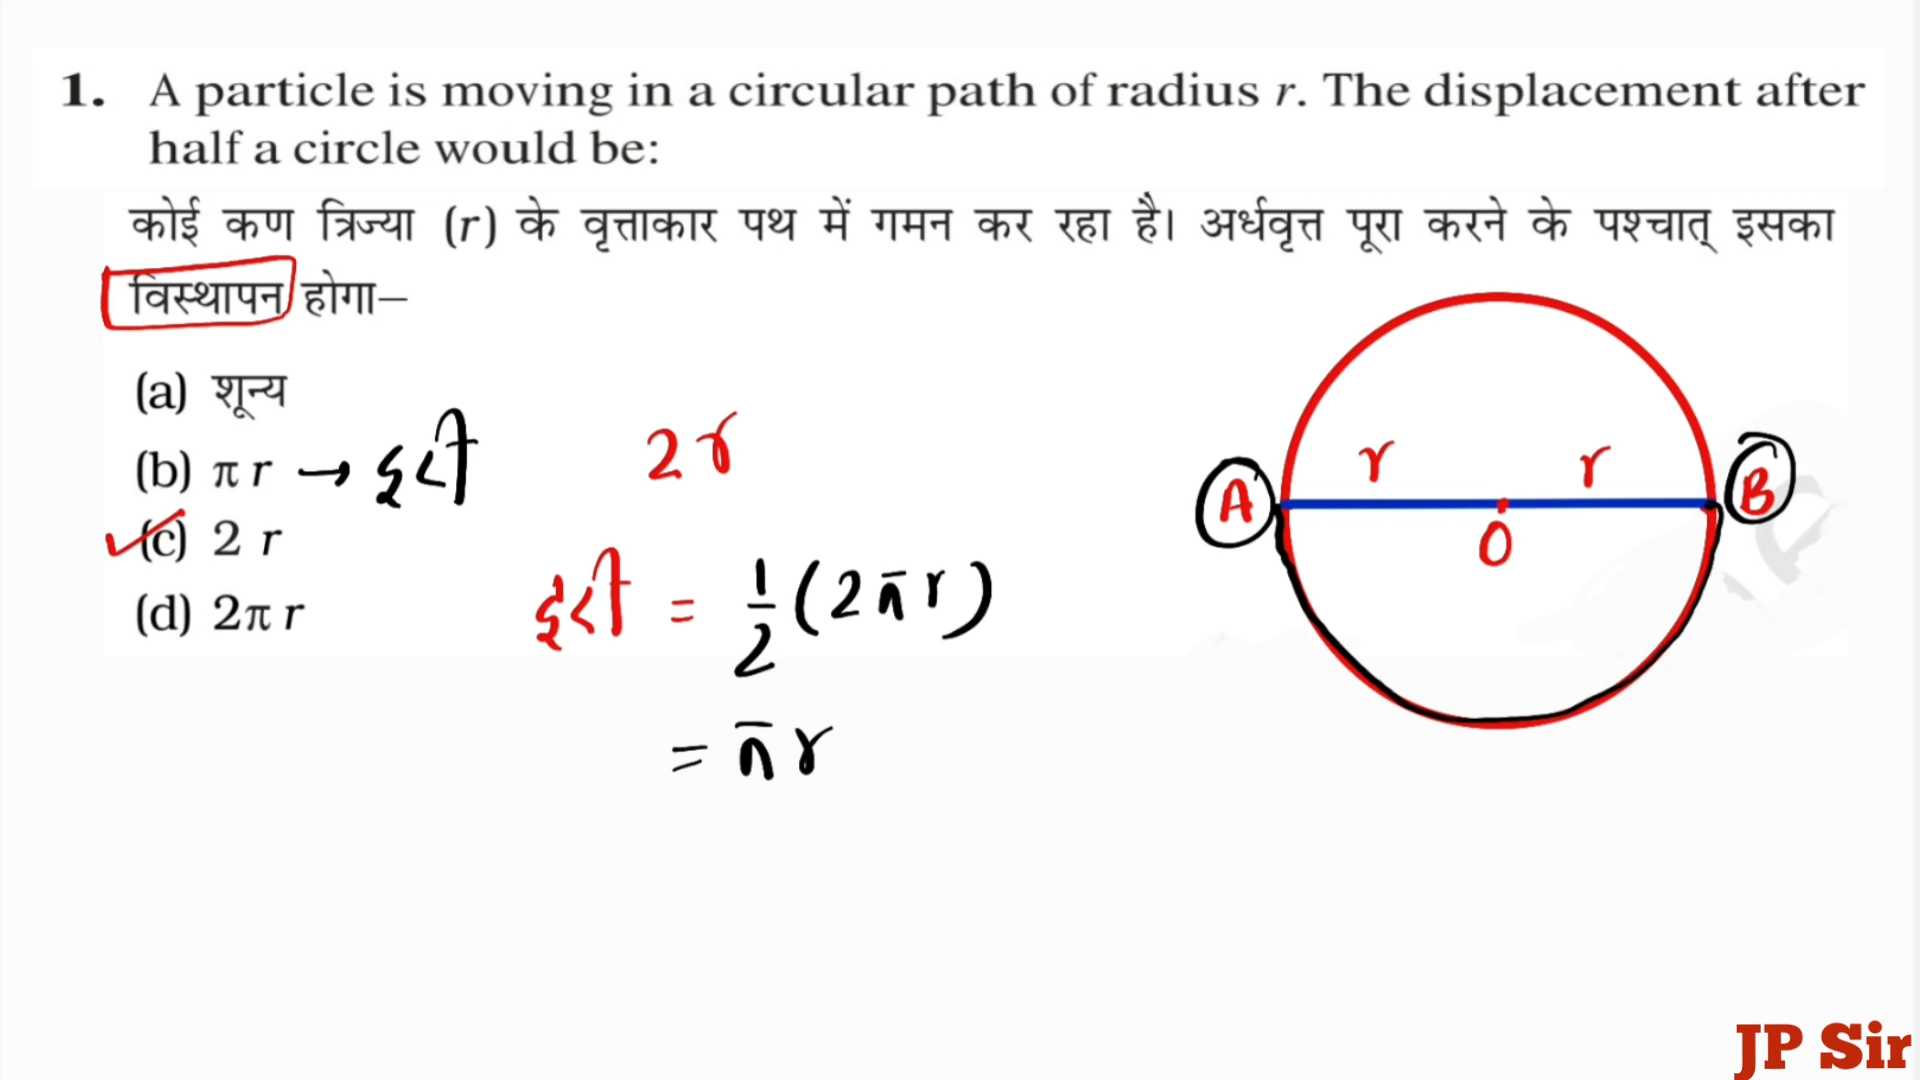 1. A particle is moving in a circular path of radius r. The displacement after
half a circle would be:
कोई कण त्रिज्या (r) के वृत्ताकार पथ में गमन कर रहा है। अर्धवृत्त पूरा करने के पश्चात् इसका
विस्थापन होगा–
(a) शून्य
(b) π r → दूरी
2r
(c) 2 r
(d) 2π r
दूरी = 1/2 (2πr)
= πr
r r
A B
O
JP Sir